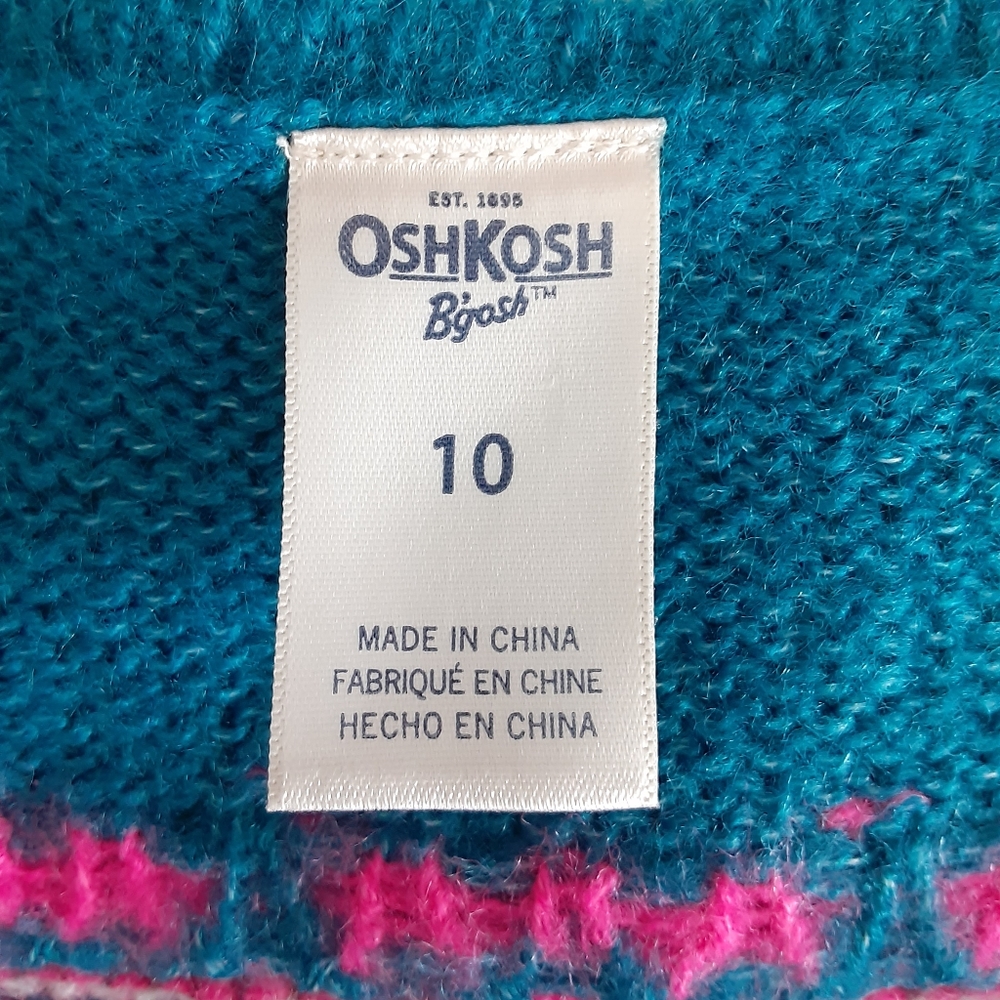 EST. 1895
OSHKOSH
B'gosh™
10
MADE IN CHINA
FABRIQUÉ EN CHINE
HECHO EN CHINA